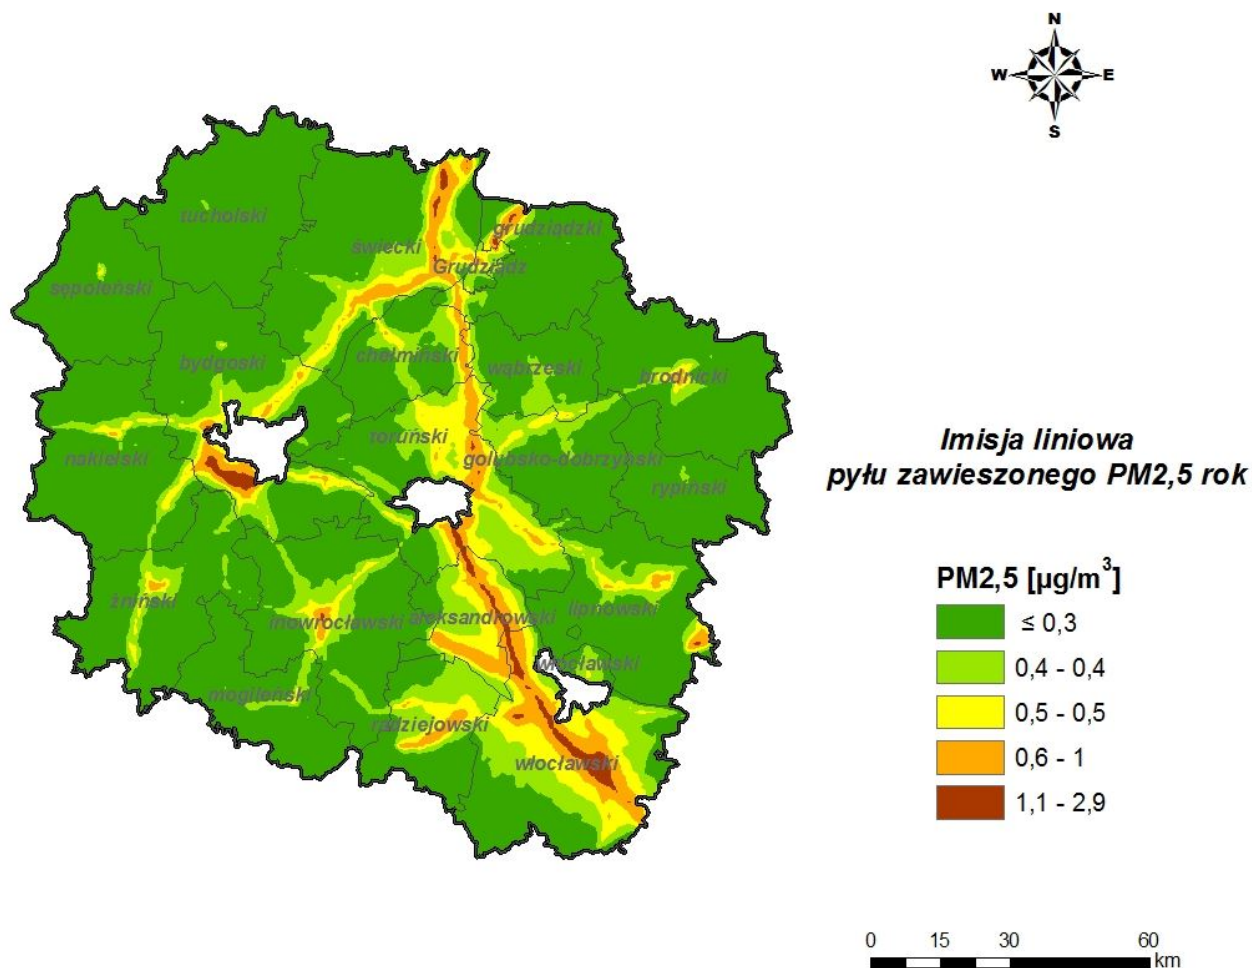 N
W E
S
tucholski
grudziądzki
świecki
Grudziądz
sępoleński
bydgoski
chełmiński
wąbrzeski
brodnicki
toruński
nakielski
golubsko-dobrzyński
rypiński
żniński
inowrocławski
aleksandrowski
lipnowski
włocławski
mogileński
radziejowski
włocławski
Imisja liniowa
pyłu zawieszonego PM2,5 rok
PM2,5 [µg/m³]
≤ 0,3
0,4 - 0,4
0,5 - 0,5
0,6 - 1
1,1 - 2,9
0 15 30 60
km